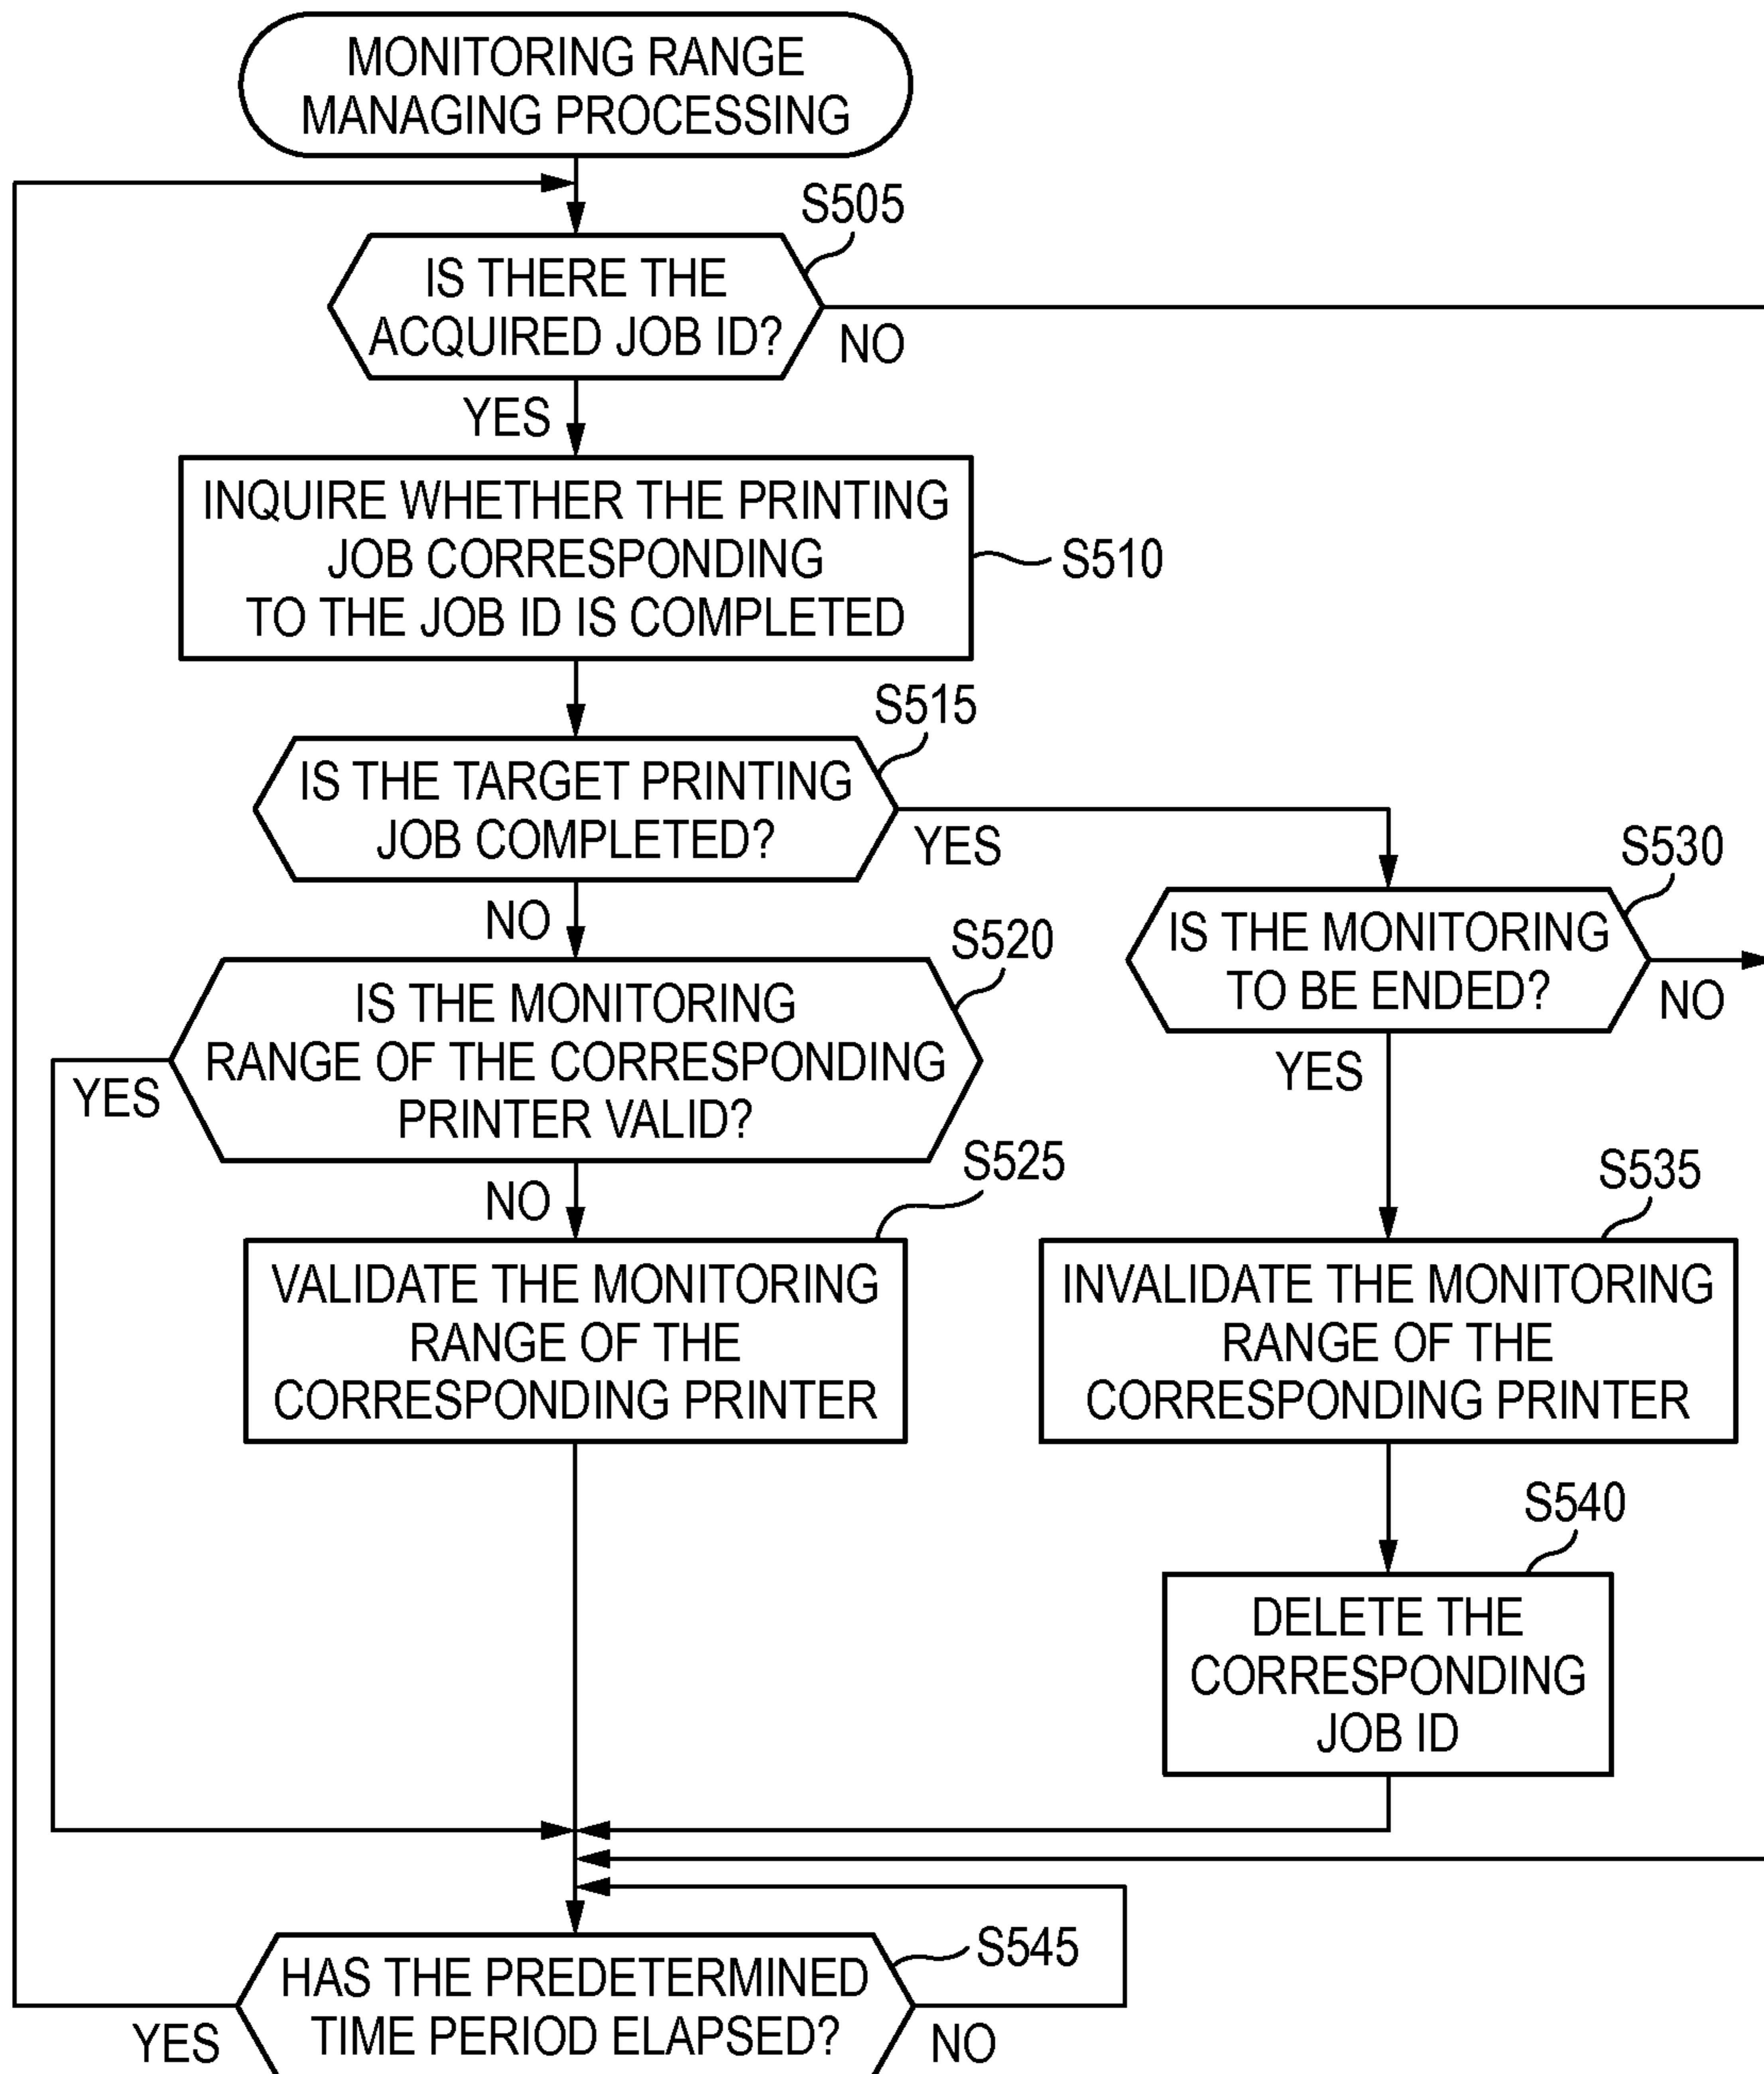 MONITORING RANGE
MANAGING PROCESSING
S505
IS THERE THE
ACQUIRED JOB ID?
NO
YES
INQUIRE WHETHER THE PRINTING
JOB CORRESPONDING
TO THE JOB ID IS COMPLETED
S510
S515
IS THE TARGET PRINTING
JOB COMPLETED?
YES
NO
S530
IS THE MONITORING
TO BE ENDED?
NO
YES
S520
IS THE MONITORING
RANGE OF THE CORRESPONDING
PRINTER VALID?
YES
NO
S525
VALIDATE THE MONITORING
RANGE OF THE
CORRESPONDING PRINTER
S535
INVALIDATE THE MONITORING
RANGE OF THE
CORRESPONDING PRINTER
S540
DELETE THE
CORRESPONDING
JOB ID
S545
HAS THE PREDETERMINED
TIME PERIOD ELAPSED?
YES
NO